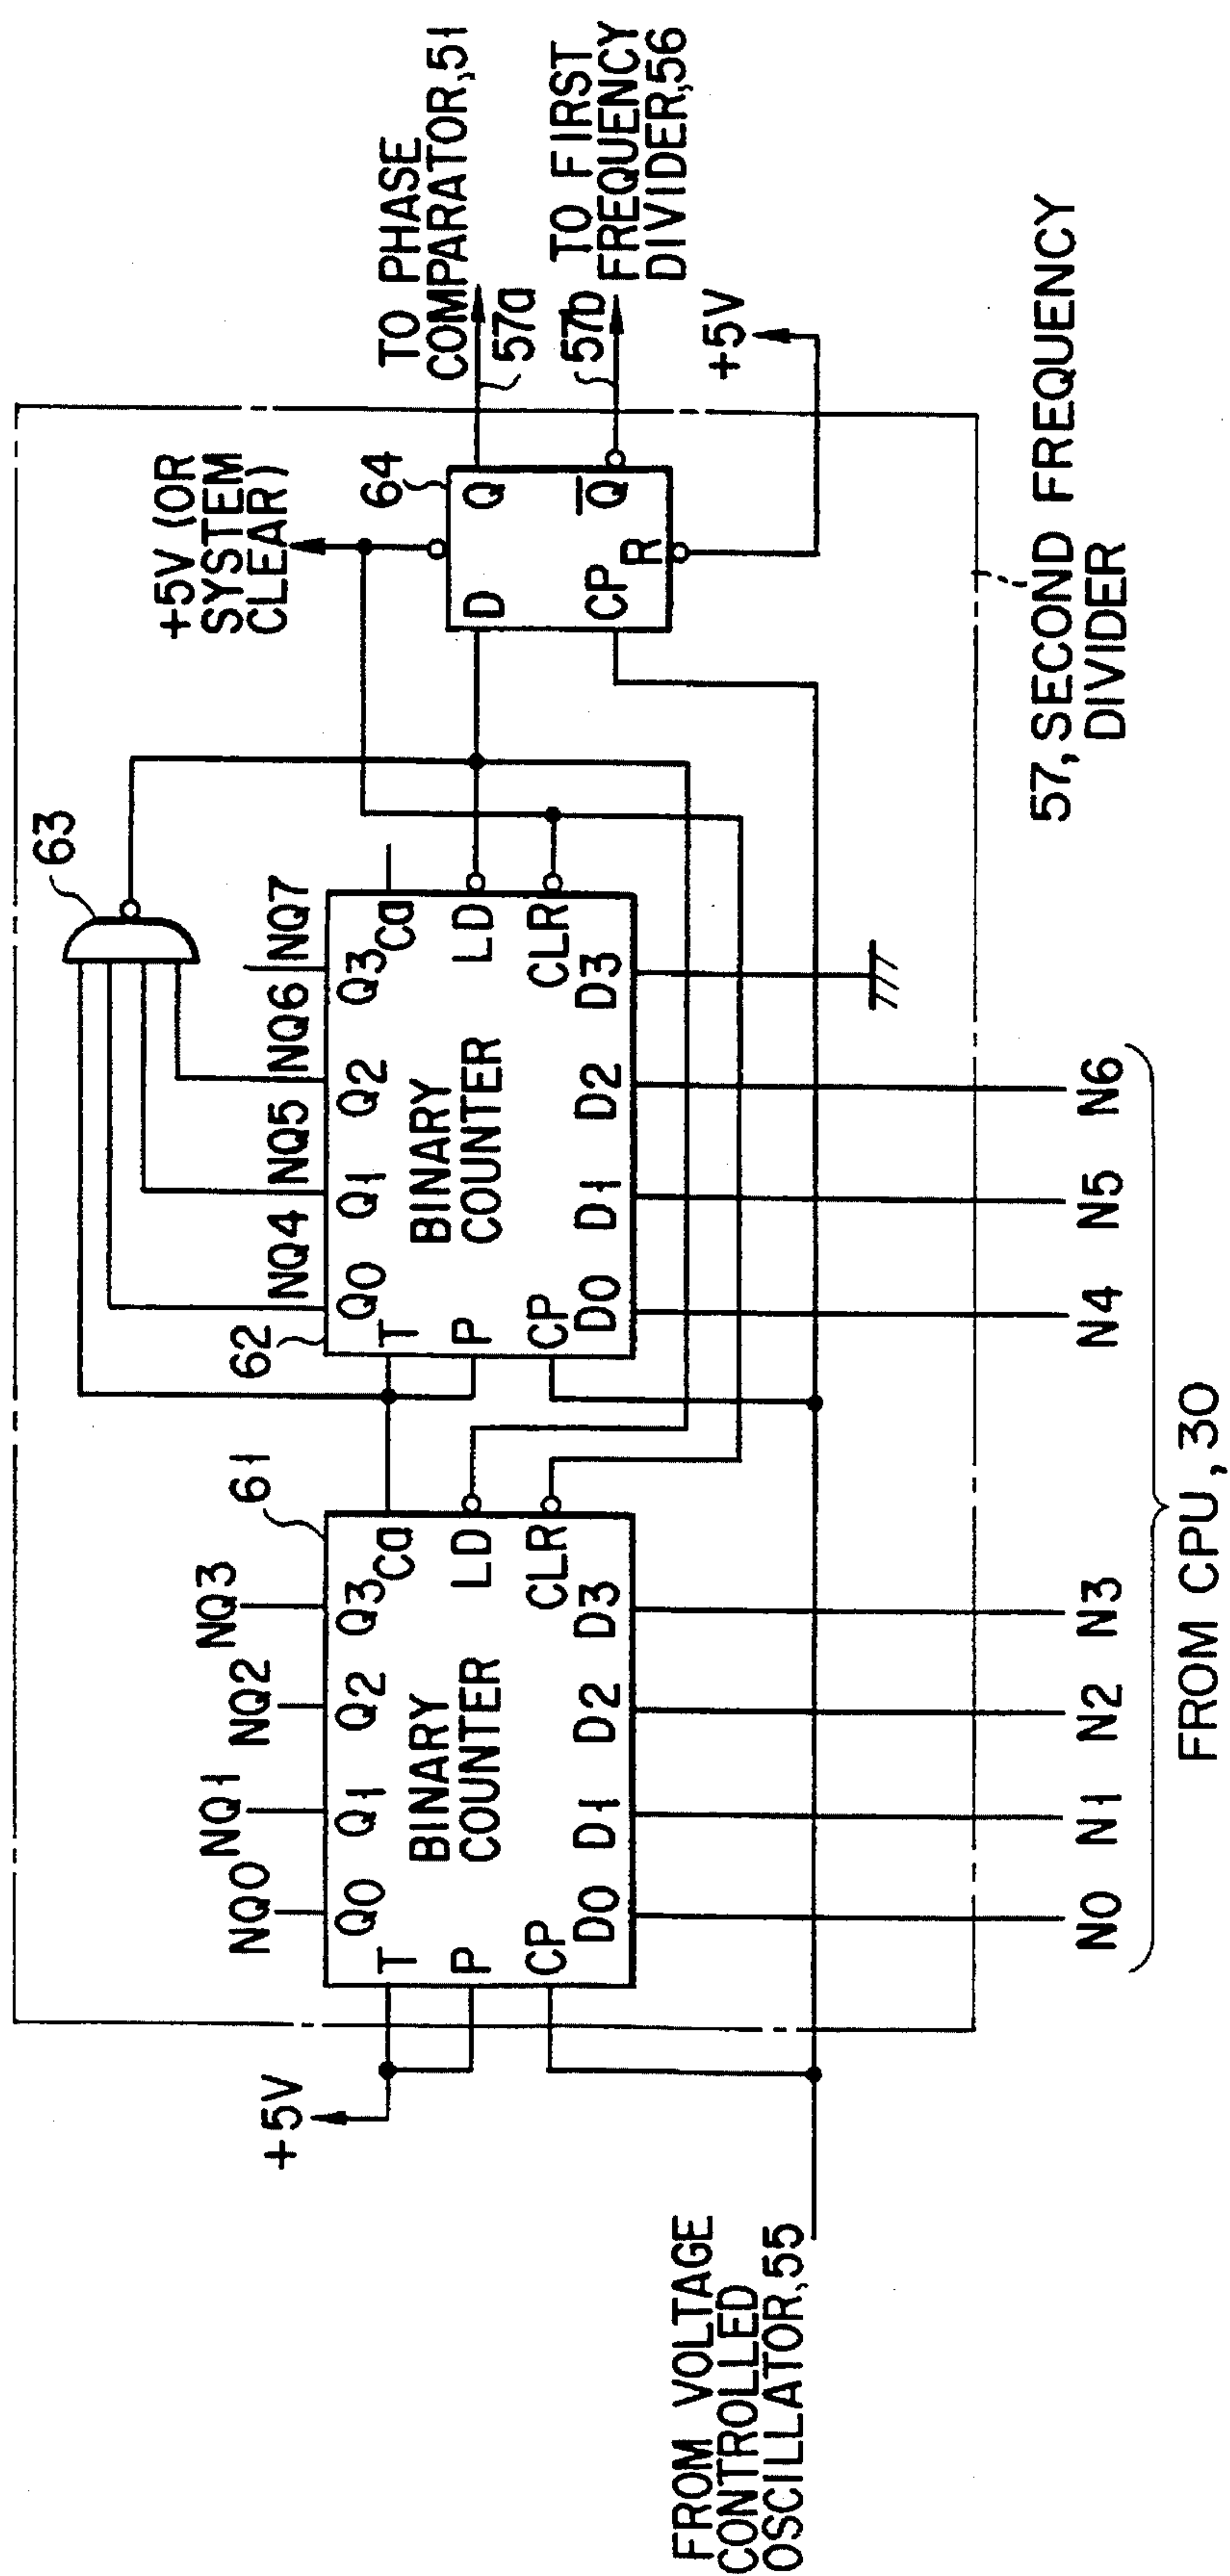 +5V (OR
SYSTEM
CLEAR)
TO PHASE
COMPARATOR,51
57a
57b
TO FIRST
FREQUENCY
DIVIDER,56
+5V
63
64
D
Q
CP
Q
R
NQ0
NQ1
NQ2
NQ3
61
+5V
Q0
Q1
Q2
Q3
T
P
CP
BINARY
COUNTER
Ca
LD
CLR
D0
D1
D2
D3
62
NQ4
NQ5
NQ6
NQ7
Q0
Q1
Q2
Q3
T
P
CP
BINARY
COUNTER
Ca
LD
CLR
D0
D1
D2
D3
FROM VOLTAGE
CONTROLLED
OSCILLATOR,55
57,SECOND FREQUENCY
DIVIDER
N0
N1
N2
N3
N4
N5
N6
FROM CPU,30